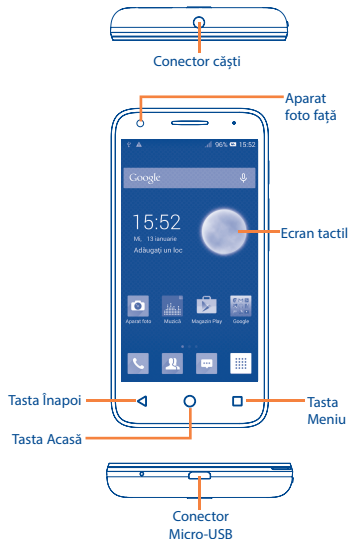 Conector căști
Aparat
foto față
96% 15:52
Google
15:52
Mi, 13 ianuarie
Adăugați un loc
Ecran tactil
Aparat foto Muzică Magazin Play Google
Tasta Înapoi
Tasta
Meniu
Tasta Acasă
Conector
Micro-USB